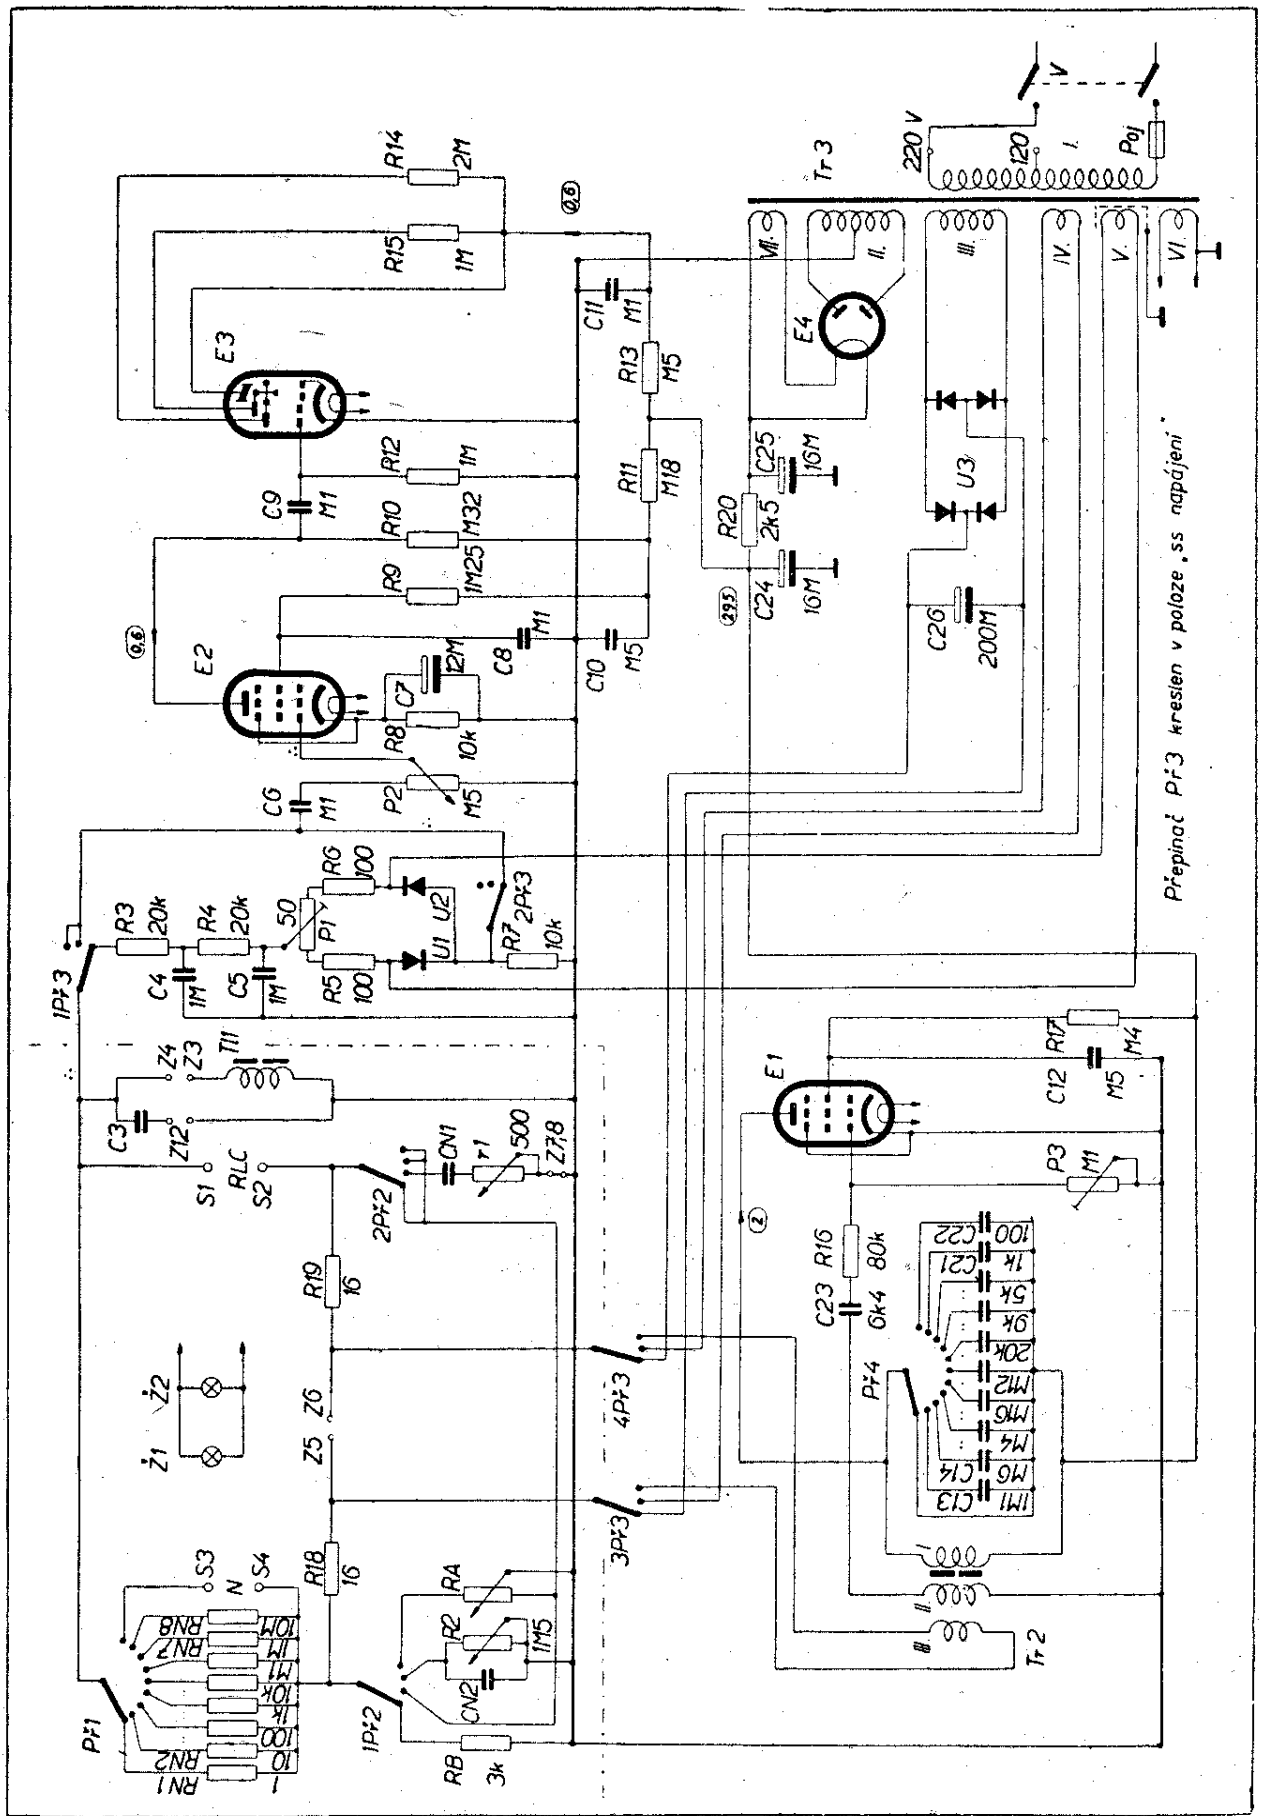 R14
2M
R15
1M
0,6
E3
C11
M1
R13
M5
C9
M1
R12
1M
R10
M32
R9
1M25
R11
M18
0,6
E2
C8
M1
C10
M5
C7
12M
R8
10k
C6
M1
P2
M5
1Př3
R3
20k
R4
20k
C4
1M
C5
1M
50
P1
R6
100
R5
100
U1
U2
2Př3
R7
10k
Tl1
Z4
Z3
C3
Z12
S1
RLC
S2
2Př2
CN1
r1
500
Z7,8
R19
16
Ž1
Ž2
Z5
Z6
R18
16
Př1
S3
N
S4
RN8
10M
RN7
1M
M1
10k
1k
100
RN2
10
RN1
1
1Př2
RA
R2
1M5
CN2
RB
3k
3Př3
4Př3
220 V
120
I.
V
Poj
Tr3
VII.
II.
III.
IV.
V.
VI.
E4
C25
16M
R20
2k5
C24
16M
295
U3
C26
200M
Přepínač Př3 kreslen v poloze „ss napájení"
E1
R17
M4
C12
M5
P3
M1
2
R16
80k
C23
6k4
Př4
C22
100
C21
1k
5k
9k
20k
M12
M16
M4
C14
M6
C13
1M1
I
II
III
Tr2